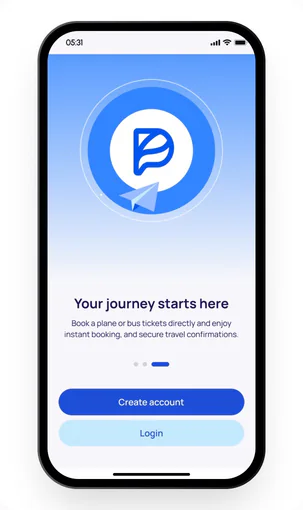 05:31
Your journey starts here
Book a plane or bus tickets directly and enjoy
instant booking, and secure travel confirmations.
Create account
Login